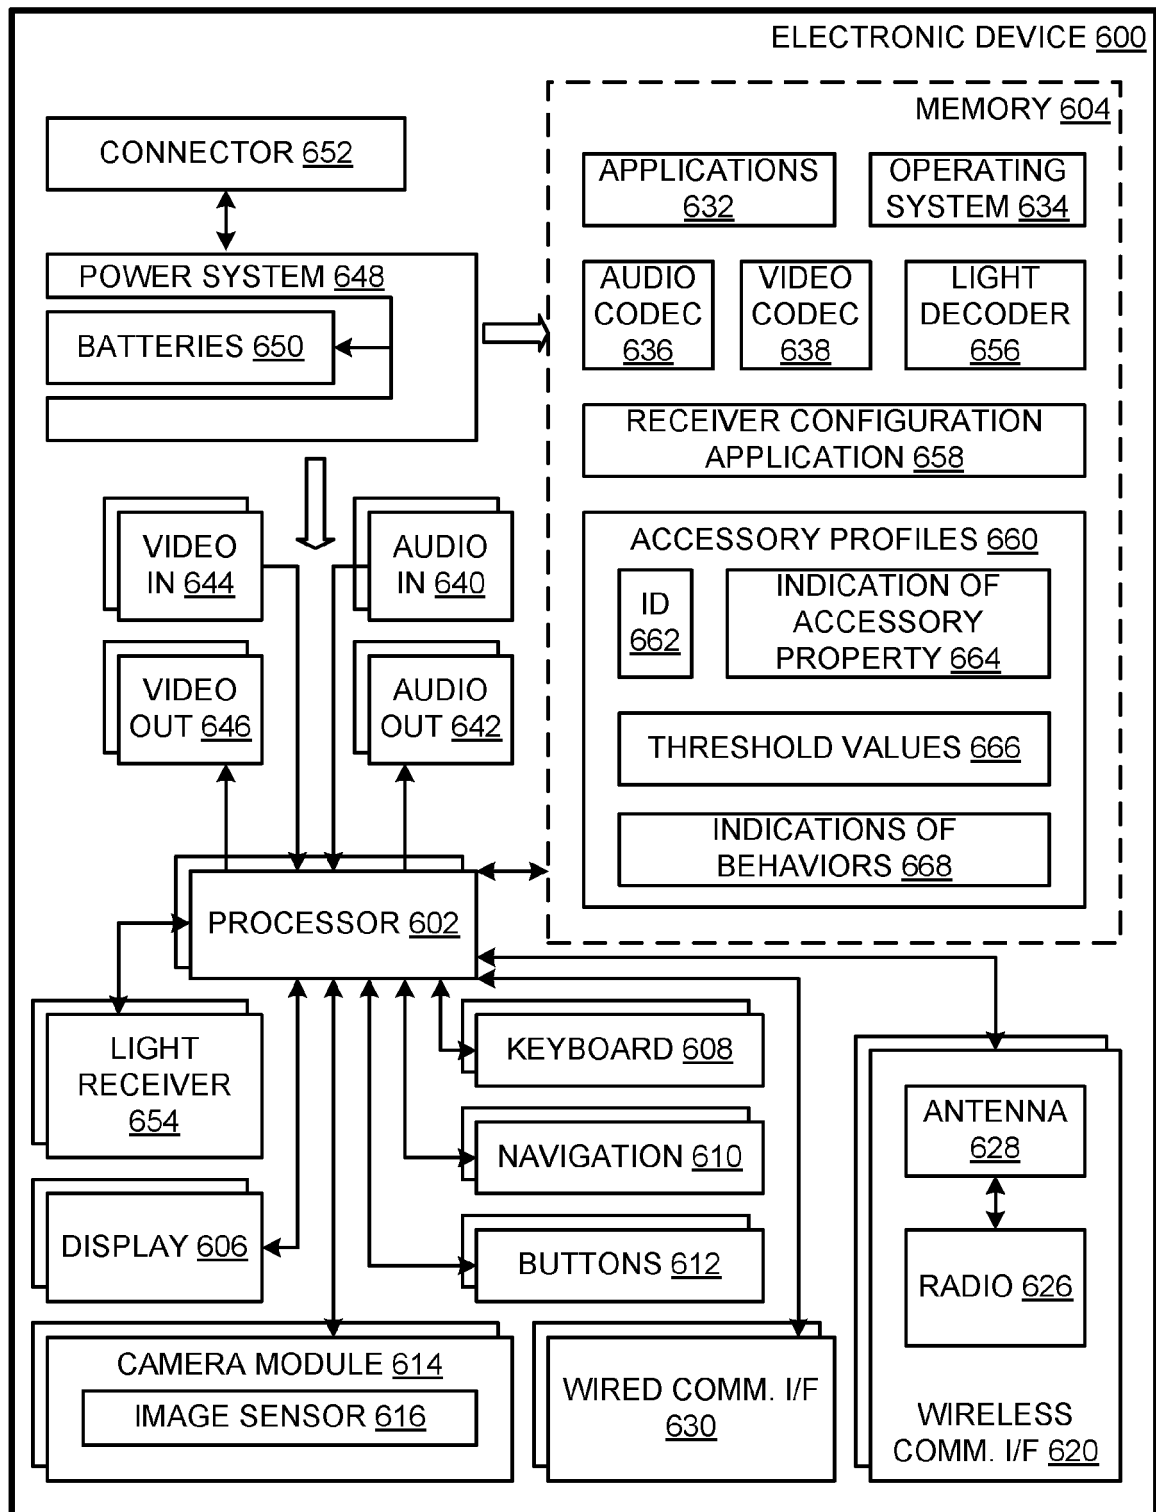 ELECTRONIC DEVICE 600
MEMORY 604
CONNECTOR 652
APPLICATIONS
632
OPERATING
SYSTEM 634
POWER SYSTEM 648
BATTERIES 650
AUDIO
CODEC
636
VIDEO
CODEC
638
LIGHT
DECODER
656
RECEIVER CONFIGURATION
APPLICATION 658
VIDEO
IN 644
AUDIO
IN 640
ACCESSORY PROFILES 660
ID
662
INDICATION OF
ACCESSORY
PROPERTY 664
VIDEO
OUT 646
AUDIO
OUT 642
THRESHOLD VALUES 666
INDICATIONS OF
BEHAVIORS 668
PROCESSOR 602
LIGHT
RECEIVER
654
KEYBOARD 608
NAVIGATION 610
ANTENNA
628
DISPLAY 606
BUTTONS 612
RADIO 626
CAMERA MODULE 614
IMAGE SENSOR 616
WIRED COMM. I/F
630
WIRELESS
COMM. I/F 620